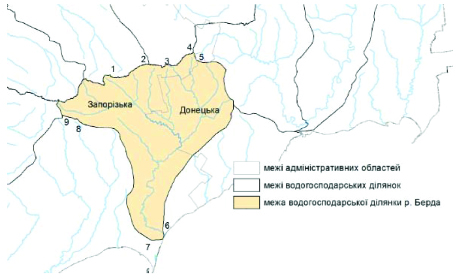 4
2
3
5
1
Запорізька
Донецька
9
8
6
7
межі адміністративних областей
межі водогосподарських ділянок
межа водогосподарської ділянки р. Берда